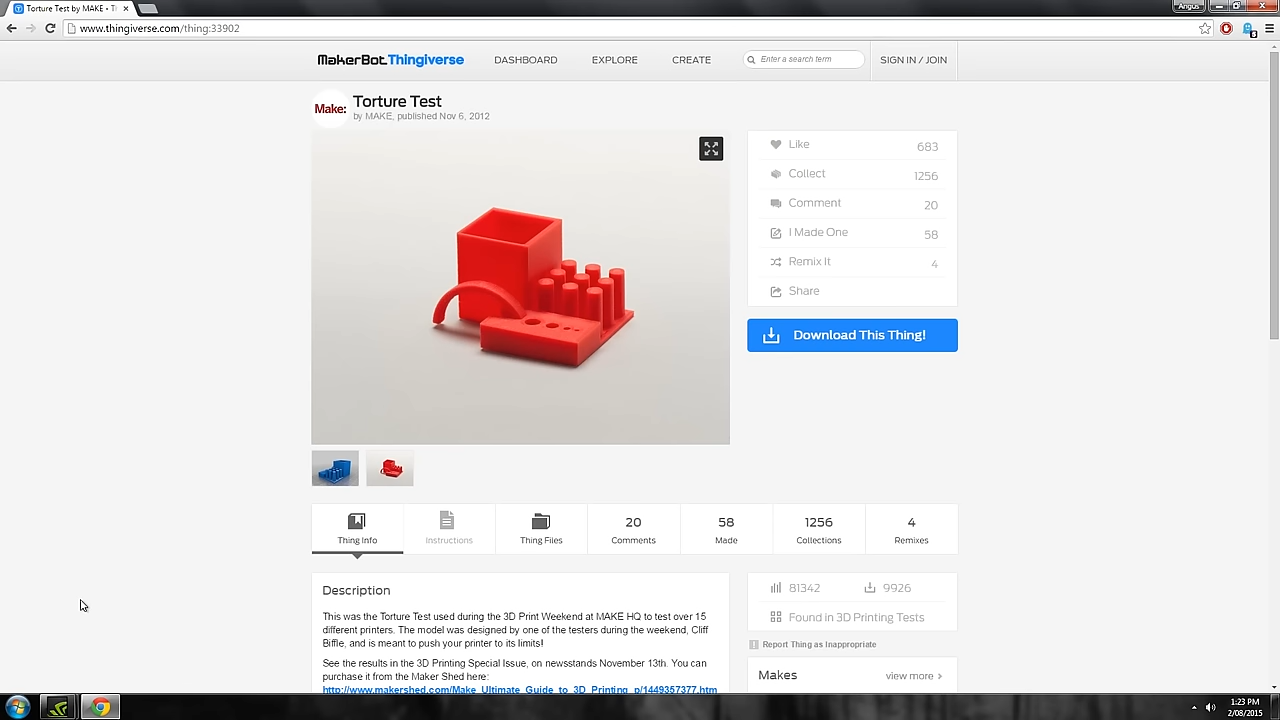 Torture Test by MAKE • Th
Angus
www.thingiverse.com/thing:33902
MakerBot.Thingiverse
DASHBOARD
EXPLORE
CREATE
Enter a search term
SIGN IN / JOIN
Make:
Torture Test
by MAKE, published Nov 6, 2012
Like 683
Collect 1256
Comment 20
I Made One 58
Remix It 4
Share
Download This Thing!
Thing Info
Instructions
Thing Files
20 Comments
58 Made
1256 Collections
4 Remixes
Description
This was the Torture Test used during the 3D Print Weekend at MAKE HQ to test over 15
different printers. The model was designed by one of the testers during the weekend, Cliff
Biffle, and is meant to push your printer to its limits!
See the results in the 3D Printing Special Issue, on newsstands November 13th. You can
purchase it from the Maker Shed here:
http://www.makershed.com/Make_Ultimate_Guide_to_3D_Printing_p/1449357377.htm
81342 9926
Found in 3D Printing Tests
Report Thing as Inappropriate
Makes
view more
1:23 PM
2/08/2015